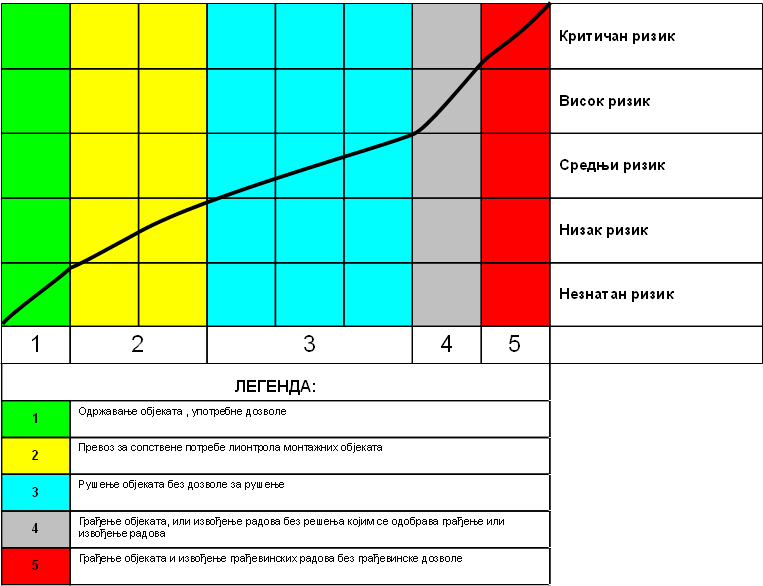 Критичан ризик
Висок ризик
Средњи ризик
Низак ризик
Незнатан ризик
1 2 3 4 5
ЛЕГЕНДА:
1 Одржавање објеката , употребне дозволе
2 Превоз за сопствене потребе лионтрола монтажних објеката
3 Рушење објеката без дозволе за рушење
4 Грађење објеката, или извођење радова без решења којим се одобрава грађење или
извођење радова
5 Грађење објеката и извођење грађевинских радова без грађевинске дозволе